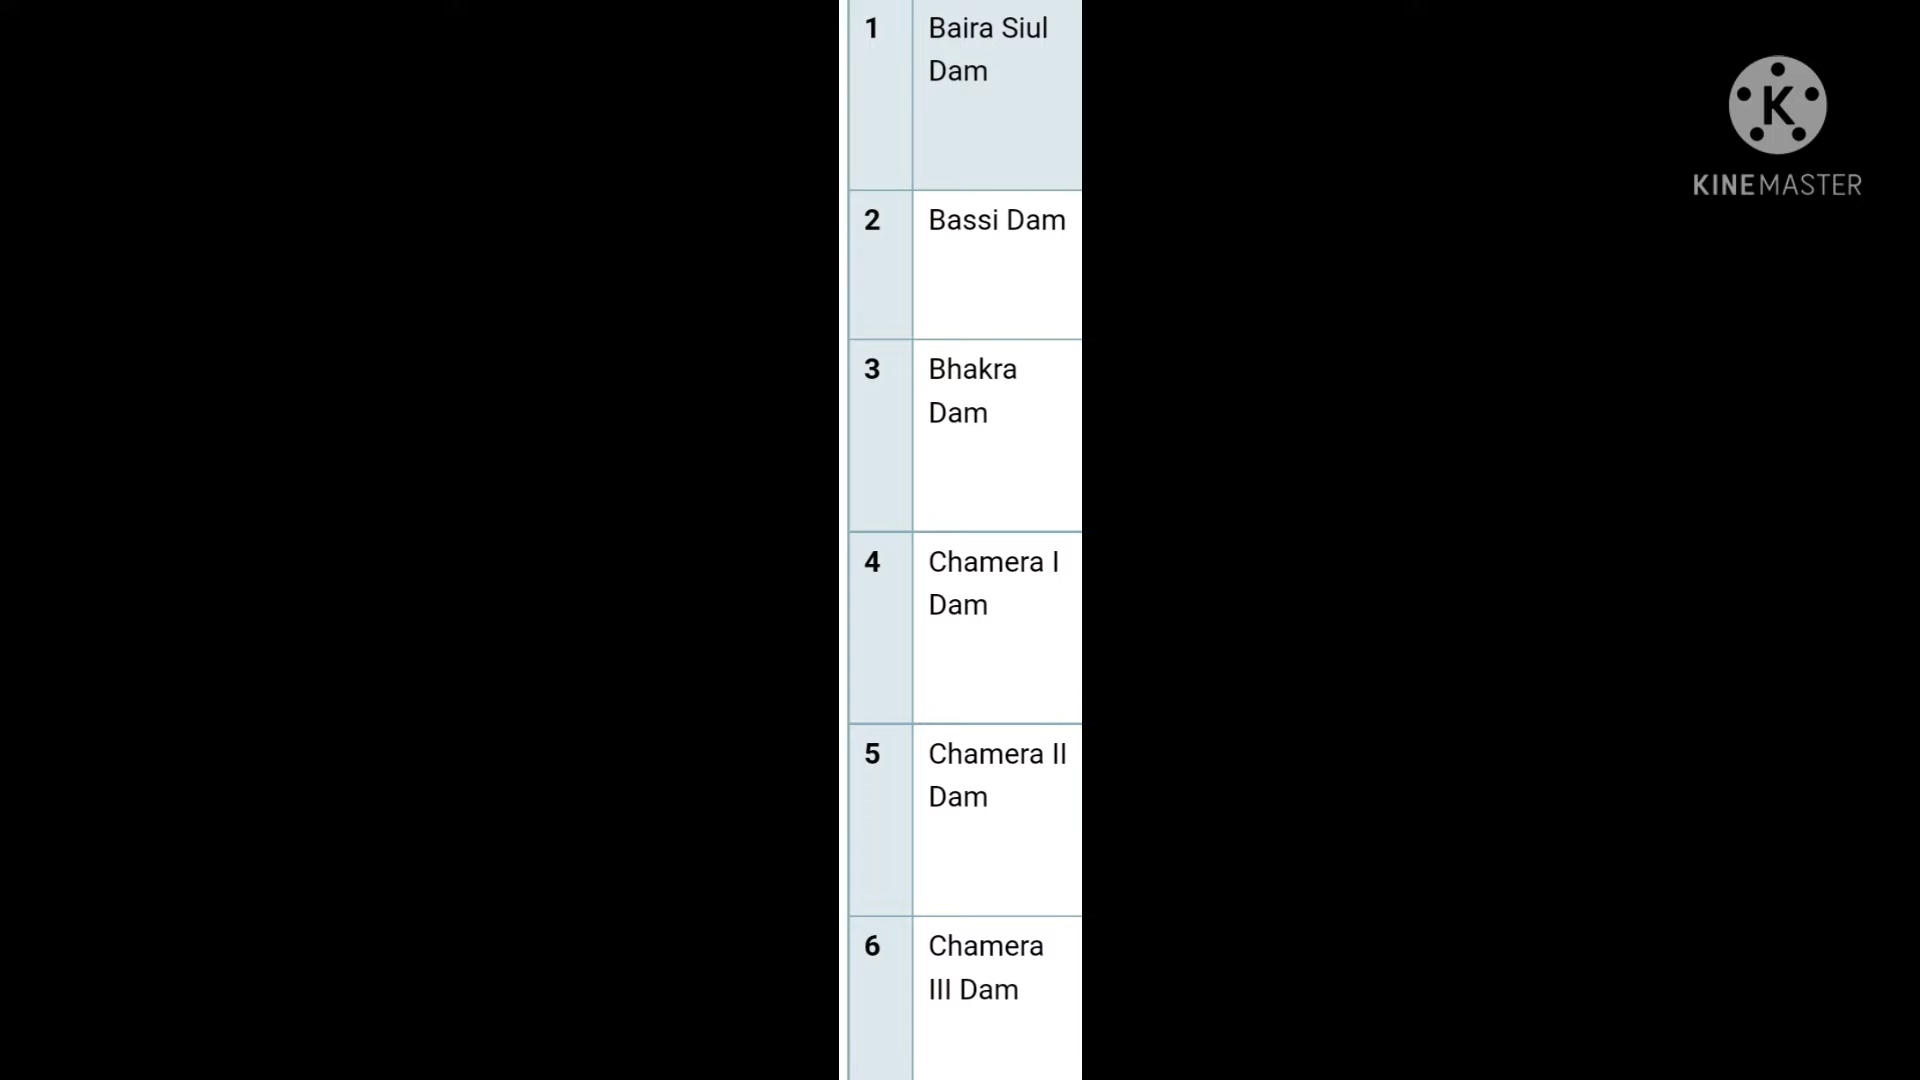 1 Baira Siul
Dam
2 Bassi Dam
3 Bhakra
Dam
4 Chamera I
Dam
5 Chamera II
Dam
6 Chamera
III Dam
K
KINEMASTER